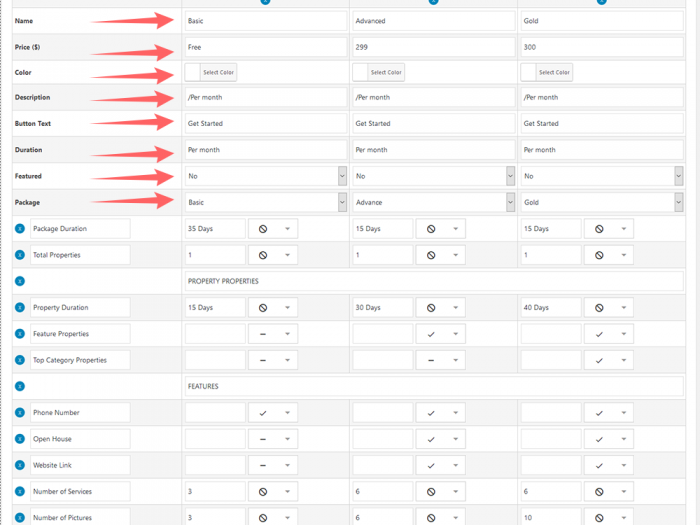 Name Basic Advanced Gold
Price ($) Free 299 300
Color Select Color Select Color Select Color
Description /Per month /Per month /Per month
Button Text Get Started Get Started Get Started
Duration Per month Per month Per month
Featured No No No
Package Basic Advance Gold
x Package Duration 35 Days 15 Days 15 Days
x Total Properties 1 1 1
x PROPERTY PROPERTIES
x Property Duration 15 Days 30 Days 40 Days
x Feature Properties
x Top Category Properties
x FEATURES
x Phone Number
x Open House
x Website Link
x Number of Services 3 6 6
x Number of Pictures 3 6 10